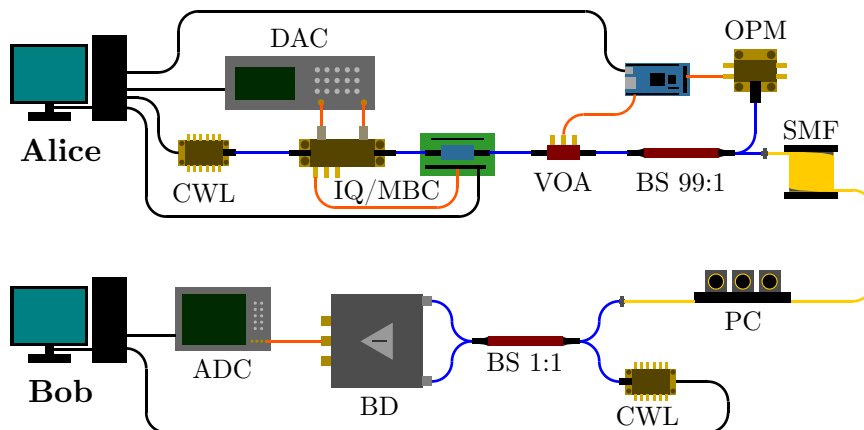 DAC
OPM
SMF
Alice
CWL
IQ/MBC
VOA
BS 99:1
PC
ADC
BS 1:1
Bob
BD
CWL